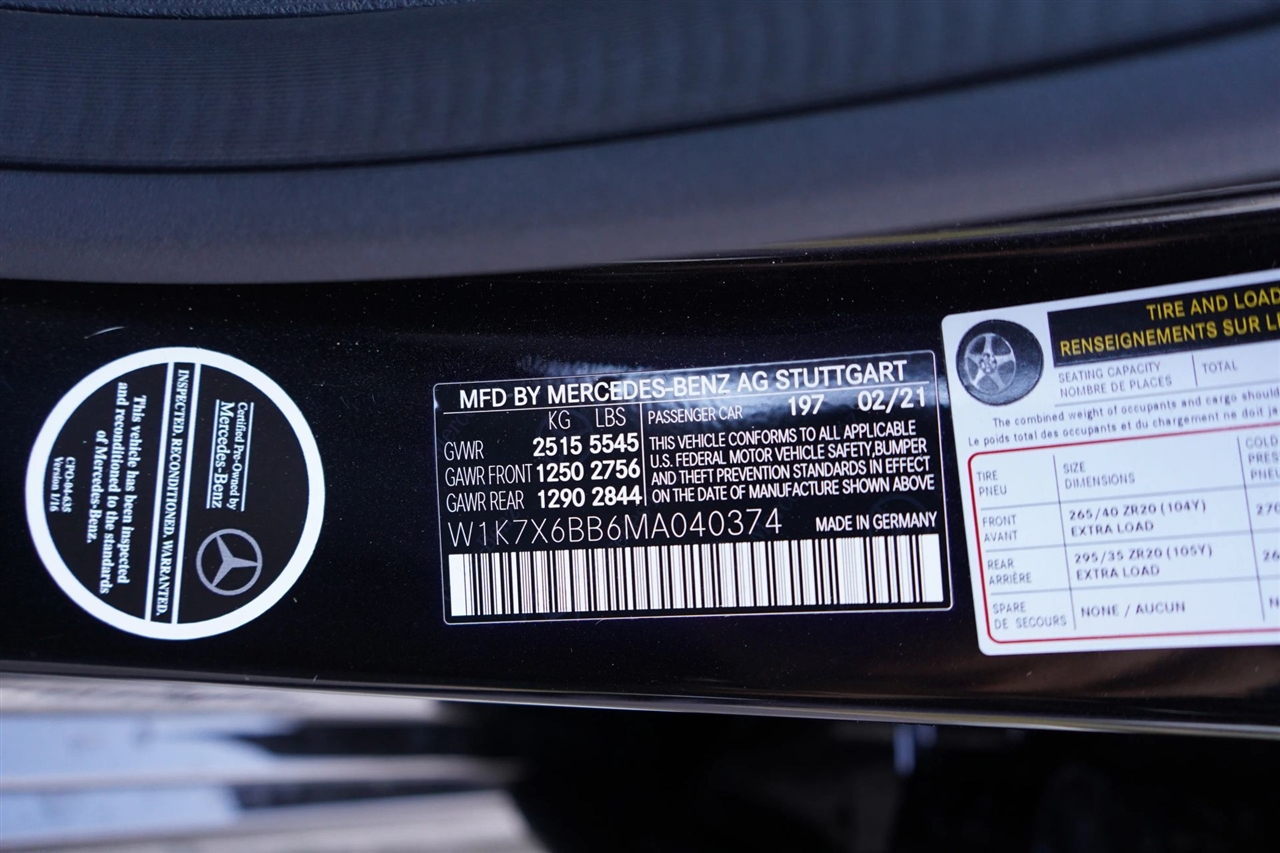 Certified Pre-Owned by
Mercedes-Benz
INSPECTED. RECONDITIONED. WARRANTED.
This vehicle has been inspected
and reconditioned to the standards
of Mercedes-Benz.
CPO-04-638
Version 1/16
MFD BY MERCEDES-BENZ AG STUTTGART
KG LBS
GVWR 2515 5545
GAWR FRONT 1250 2756
GAWR REAR 1290 2844
PASSENGER CAR 197 02/21
THIS VEHICLE CONFORMS TO ALL APPLICABLE
U.S. FEDERAL MOTOR VEHICLE SAFETY,BUMPER
AND THEFT PREVENTION STANDARDS IN EFFECT
ON THE DATE OF MANUFACTURE SHOWN ABOVE
W1K7X6BB6MA040374 MADE IN GERMANY
TIRE AND LOAD
RENSEIGNEMENTS SUR
SEATING CAPACITY TOTAL
NOMBRE DE PLACES
The combined weight of occupants and cargo should
Le poids total des occupants et du chargement ne doit
TIRE SIZE COLD
PNEU DIMENSIONS
FRONT 265/40 ZR20 (104Y)
AVANT EXTRA LOAD
REAR 295/35 ZR20 (105Y)
ARRIÈRE EXTRA LOAD
SPARE NONE / AUCUN
DE SECOURS